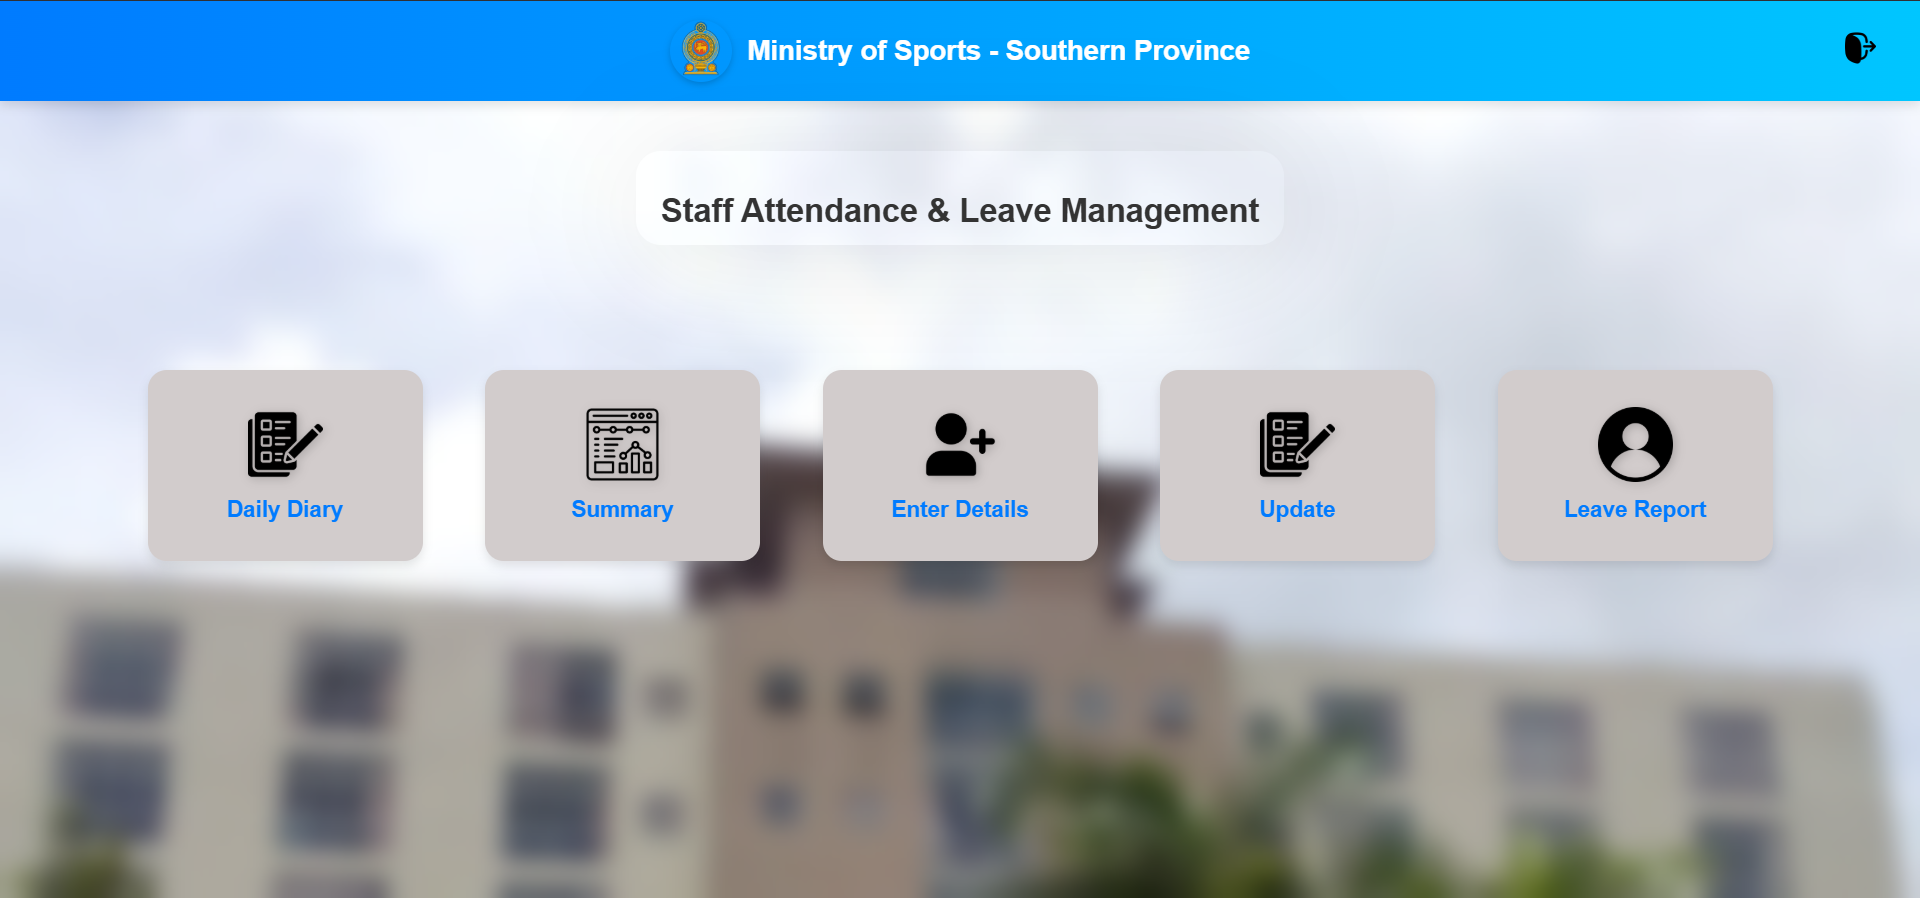 Ministry of Sports - Southern Province
Staff Attendance & Leave Management
Daily Diary
Summary
Enter Details
Update
Leave Report